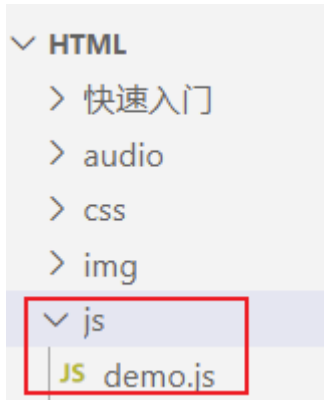 HTML
快速入门
audio
css
img
js
JS demo.js